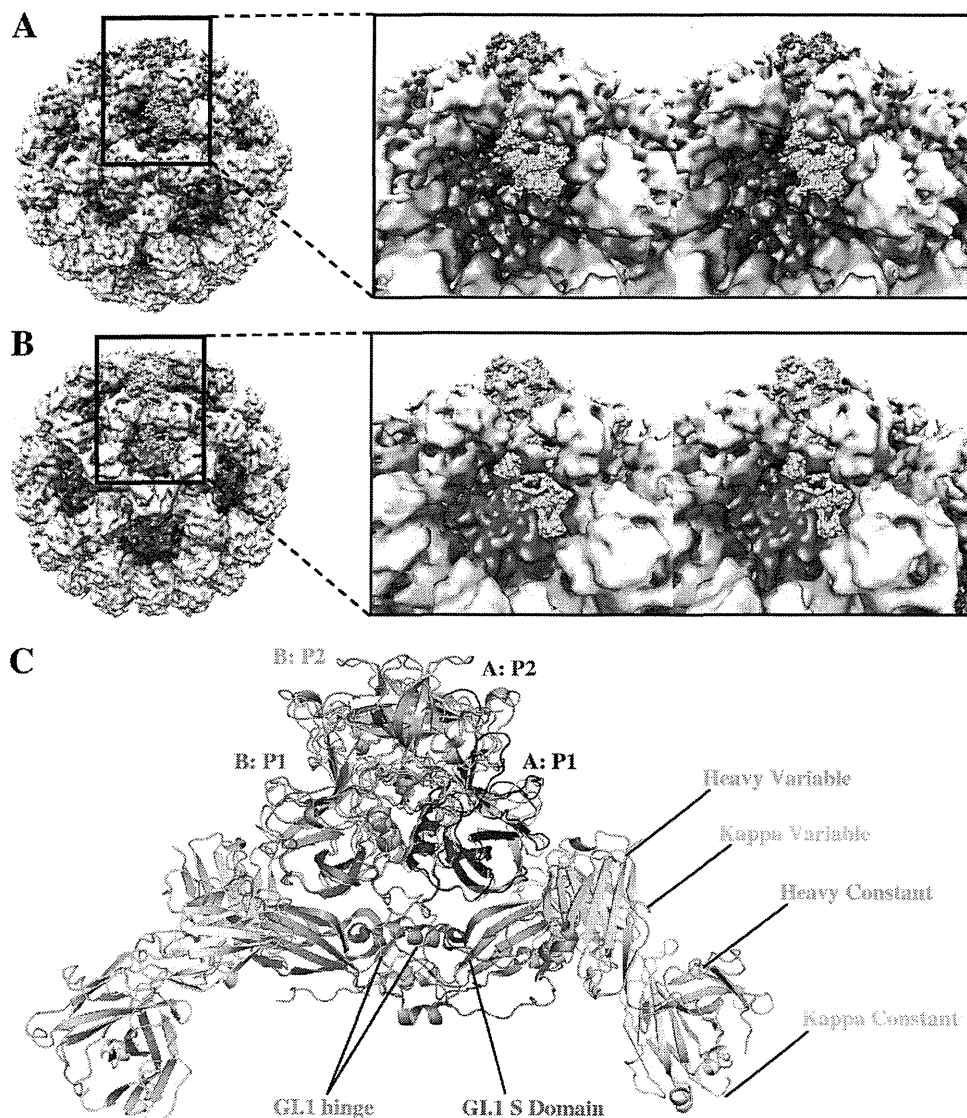 A
B
C
B: P2
A: P2
B: P1
A: P1
Heavy Variable
Kappa Variable
Heavy Constant
Kappa Constant
GI.1 hinge
GI.1 S Domain